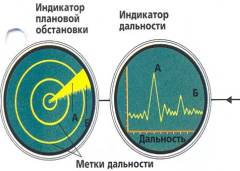 Индикатор
плановой
обстановки
Индикатор
дальности
А
Б
А
Б
Дальность
Метки дальности